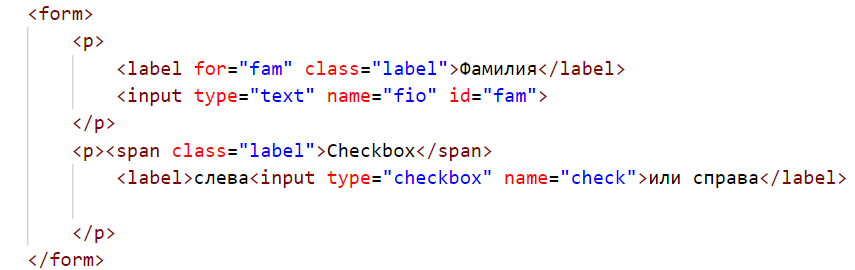 <form>
<p>
<label for="fam" class="label">Фамилия</label>
<input type="text" name="fio" id="fam">
</p>
<p><span class="label">Checkbox</span>
<label>слева<input type="checkbox" name="check">или справа</label>
</p>
</form>